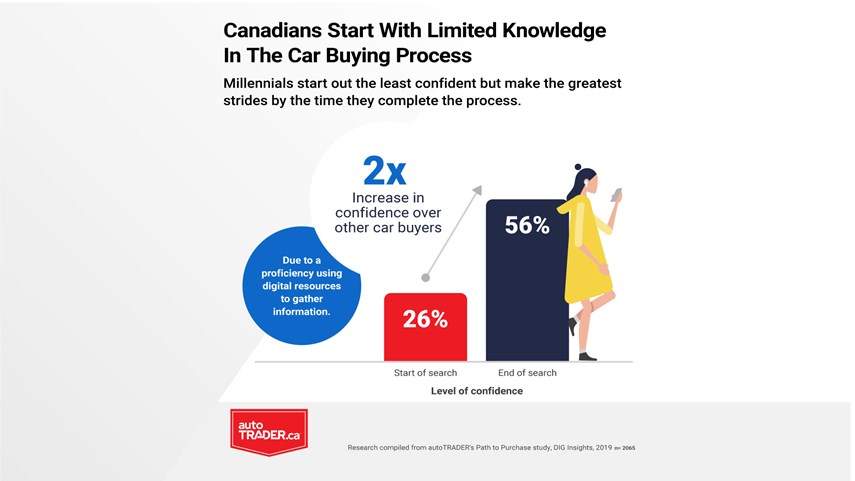 Canadians Start With Limited Knowledge
In The Car Buying Process
Millennials start out the least confident but make the greatest
strides by the time they complete the process.
2x
Increase in
confidence over
other car buyers
Due to a
proficiency using
digital resources
to gather
information.
56%
26%
Start of search
End of search
Level of confidence
auto
TRADER.ca
Research compiled from autoTRADER's Path to Purchase study, DIG Insights, 2019 n= 2065